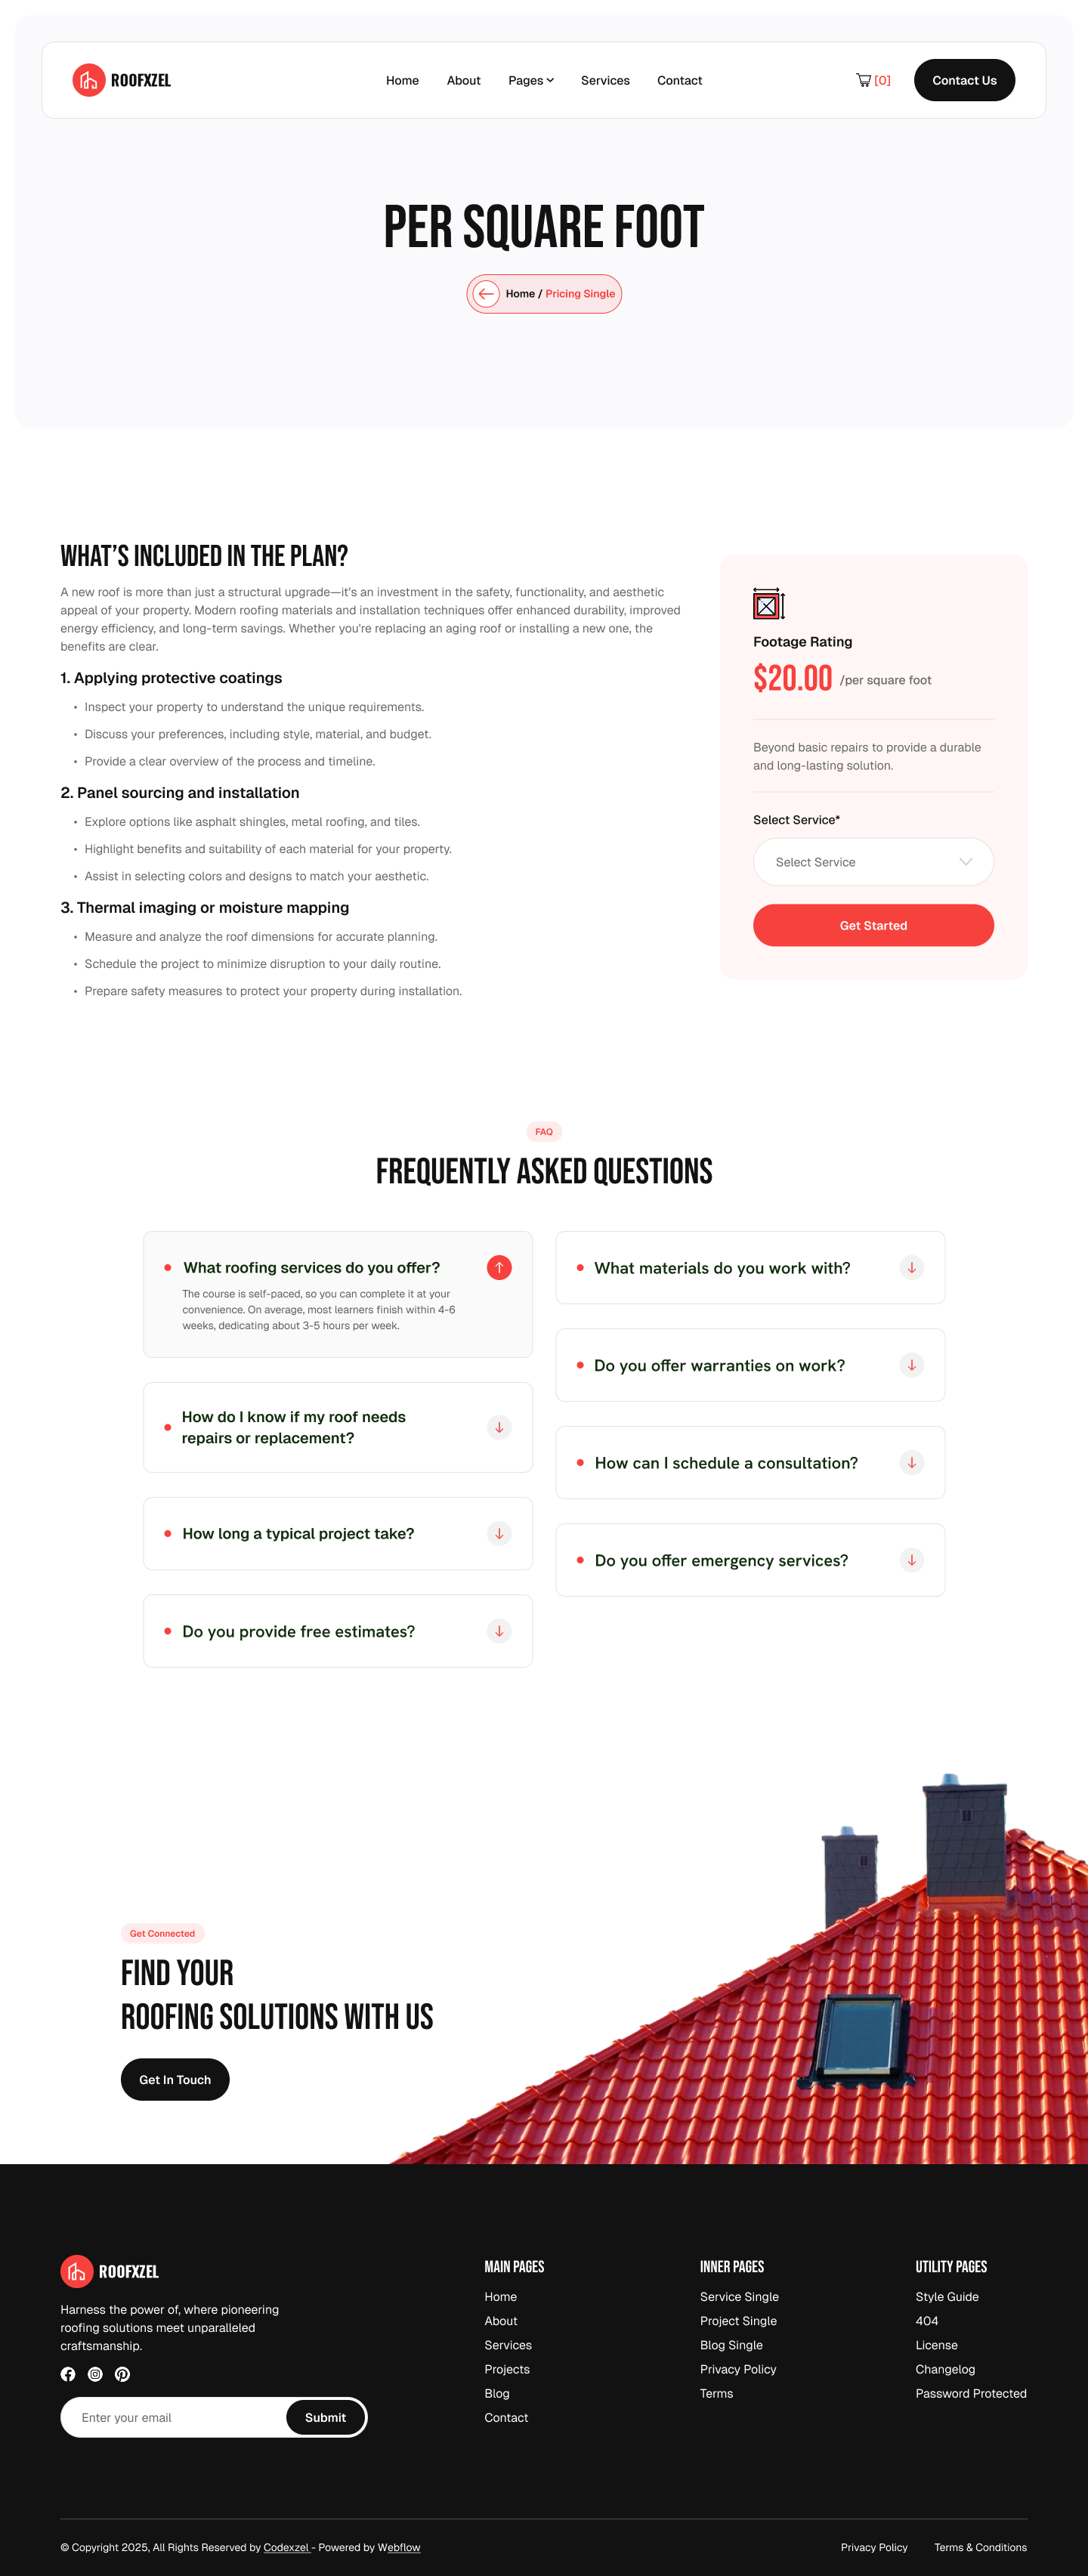 ROOFXZEL
Home
About
Pages
Services
Contact
[0]
Contact Us
PER SQUARE FOOT
Home / Pricing Single
WHAT'S INCLUDED IN THE PLAN?
A new roof is more than just a structural upgrade—it's an investment in the safety, functionality, and aesthetic
appeal of your property. Modern roofing materials and installation techniques offer enhanced durability, improved
energy efficiency, and long-term savings. Whether you're replacing an aging roof or installing a new one, the
benefits are clear.
1. Applying protective coatings
• Inspect your property to understand the unique requirements.
• Discuss your preferences, including style, material, and budget.
• Provide a clear overview of the process and timeline.
2. Panel sourcing and installation
• Explore options like asphalt shingles, metal roofing, and tiles.
• Highlight benefits and suitability of each material for your property.
• Assist in selecting colors and designs to match your aesthetic.
3. Thermal imaging or moisture mapping
• Measure and analyze the roof dimensions for accurate planning.
• Schedule the project to minimize disruption to your daily routine.
• Prepare safety measures to protect your property during installation.
Footage Rating
$20.00 /per square foot
Beyond basic repairs to provide a durable
and long-lasting solution.
Select Service*
Select Service
Get Started
FAQ
FREQUENTLY ASKED QUESTIONS
What roofing services do you offer?
The course is self-paced, so you can complete it at your
convenience. On average, most learners finish within 4-6
weeks, dedicating about 3-5 hours per week.
How do I know if my roof needs
repairs or replacement?
How long a typical project take?
Do you provide free estimates?
What materials do you work with?
Do you offer warranties on work?
How can I schedule a consultation?
Do you offer emergency services?
Get Connected
FIND YOUR
ROOFING SOLUTIONS WITH US
Get In Touch
ROOFXZEL
Harness the power of, where pioneering
roofing solutions meet unparalleled
craftsmanship.
Enter your email
Submit
MAIN PAGES
Home
About
Services
Projects
Blog
Contact
INNER PAGES
Service Single
Project Single
Blog Single
Privacy Policy
Terms
UTILITY PAGES
Style Guide
404
License
Changelog
Password Protected
© Copyright 2025, All Rights Reserved by Codexzel - Powered by Webflow
Privacy Policy
Terms & Conditions